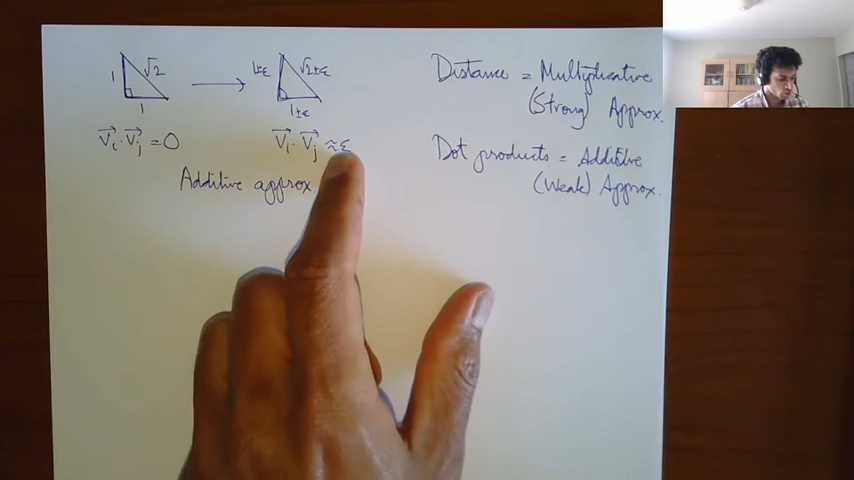 1 √2 1
1±ε √2±ε 1±ε
V⃗ᵢ · V⃗ⱼ = 0
V⃗ᵢ · V⃗ⱼ ≈ ε
Additive approx.
Distance = Multiplicative
(Strong) Approx.
Dot products = Additive
(Weak) Approx.